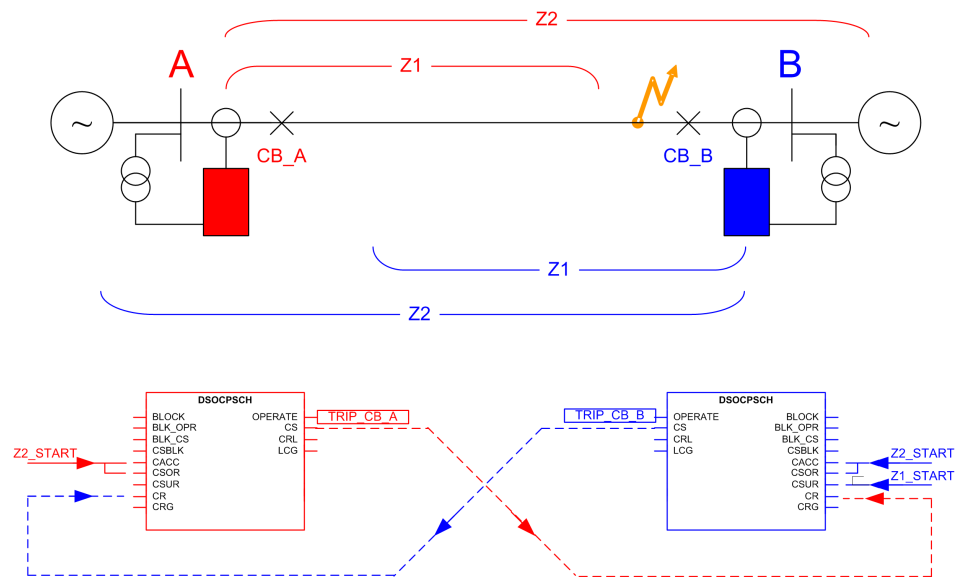 Z2
Z1
A
B
~
~
CB_A
CB_B
Z1
Z2
DSOCPSCH
BLOCK
BLK_OPR
BLK_CS
CSBLK
CACC
CSOR
CSUR
CR
CRG
OPERATE
CS
CRL
LCG
TRIP_CB_A
Z2_START
DSOCPSCH
TRIP_CB_B
OPERATE
CS
CRL
LCG
BLOCK
BLK_OPR
BLK_CS
CSBLK
CACC
CSOR
CSUR
CR
CRG
Z2_START
Z1_START